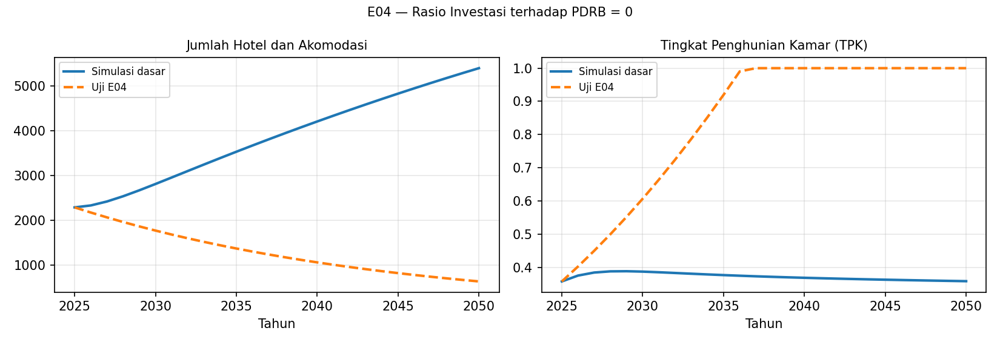 E04 — Rasio Investasi terhadap PDRB = 0
Jumlah Hotel dan Akomodasi
Simulasi dasar
Uji E04
5000
4000
3000
2000
1000
2025 2030 2035 2040 2045 2050
Tahun
Tingkat Penghunian Kamar (TPK)
Simulasi dasar
Uji E04
1.0
0.9
0.8
0.7
0.6
0.5
0.4
2025 2030 2035 2040 2045 2050
Tahun